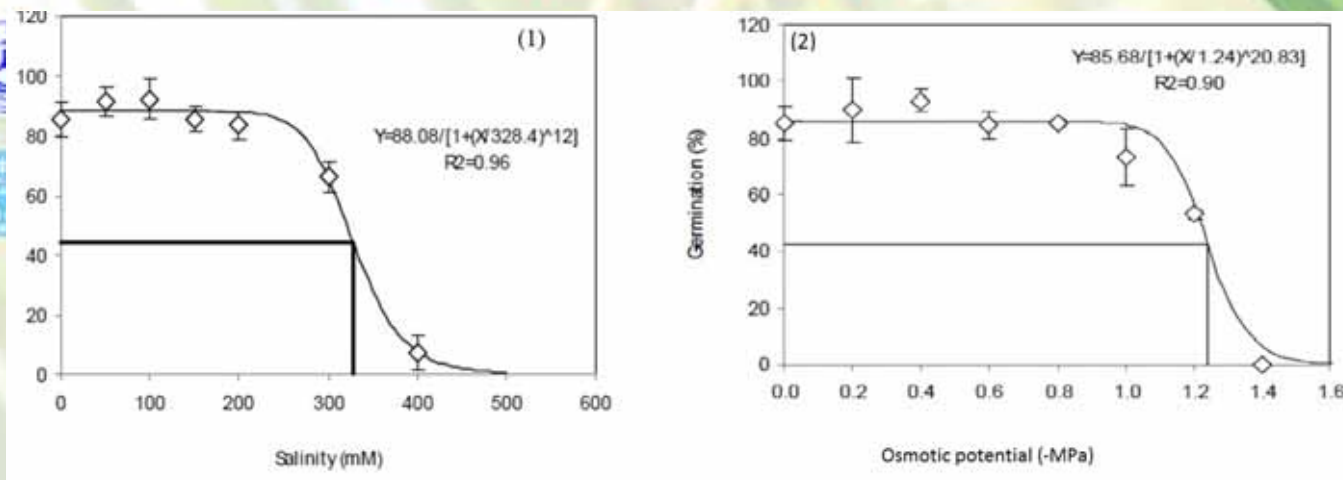 120
100
80
60
40
20
0
0 100 200 300 400 500 600
Salinity (mM)
(1)
Y=88.08/[1+(X/328.4)^12]
R2=0.96
120
100
80
60
40
20
0
0.0 0.2 0.4 0.6 0.8 1.0 1.2 1.4 1.6
Germination (%)
Osmotic potential (-MPa)
(2)
Y=85.68/[1+(X/1.24)^20.83]
R2=0.90